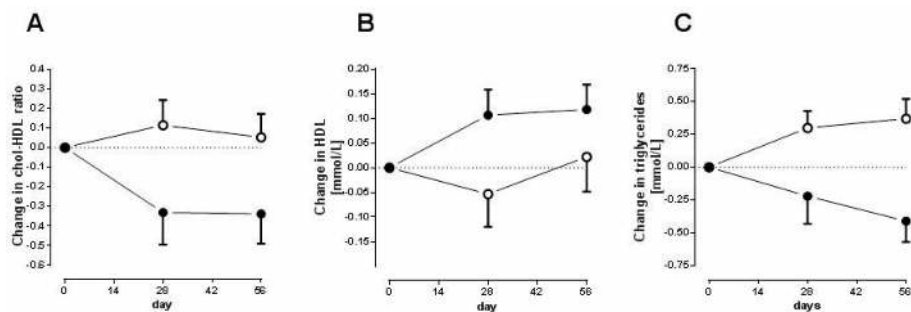 A
Change in chol-HDL ratio
0.4
0.3
0.2
0.1
0.0
-0.1
-0.2
-0.3
-0.4
-0.5
-0.6
0 14 28 42 56
day
B
Change in HDL
[mmol/L]
0.20
0.15
0.10
0.05
0.00
-0.05
-0.10
-0.15
0 14 28 42 56
day
C
Change in triglycerides
[mmol/L]
0.75
0.50
0.25
0.00
-0.25
-0.50
-0.75
0 14 28 42 56
days